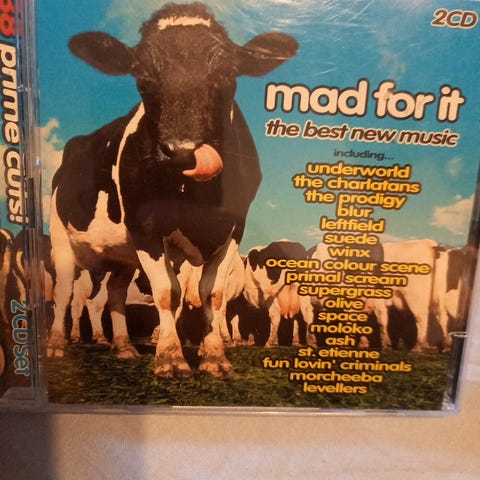 38 prime cuts!
2CD set
2CD
mad for it
the best new music
including...
underworld
the charlatans
the prodigy
blur
leftfield
suede
winx
ocean colour scene
primal scream
supergrass
olive
space
moloko
ash
st. etienne
fun lovin' criminals
morcheeba
levellers